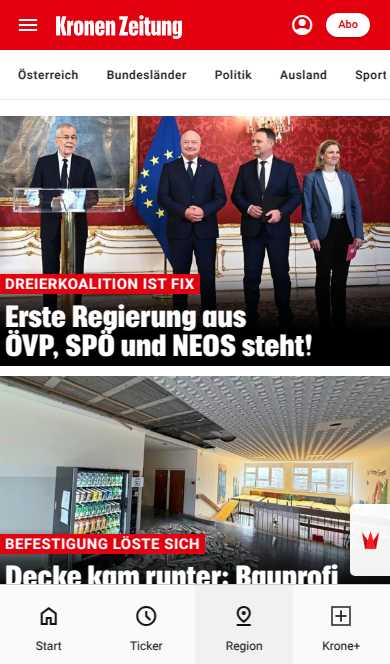 Kronen Zeitung
Abo
Österreich Bundesländer Politik Ausland Sport
DREIERKOALITION IST FIX
Erste Regierung aus
ÖVP, SPÖ und NEOS steht!
BEFESTIGUNG LÖSTE SICH
Decke kam runter: Bauprofi
Start Ticker Region Krone+